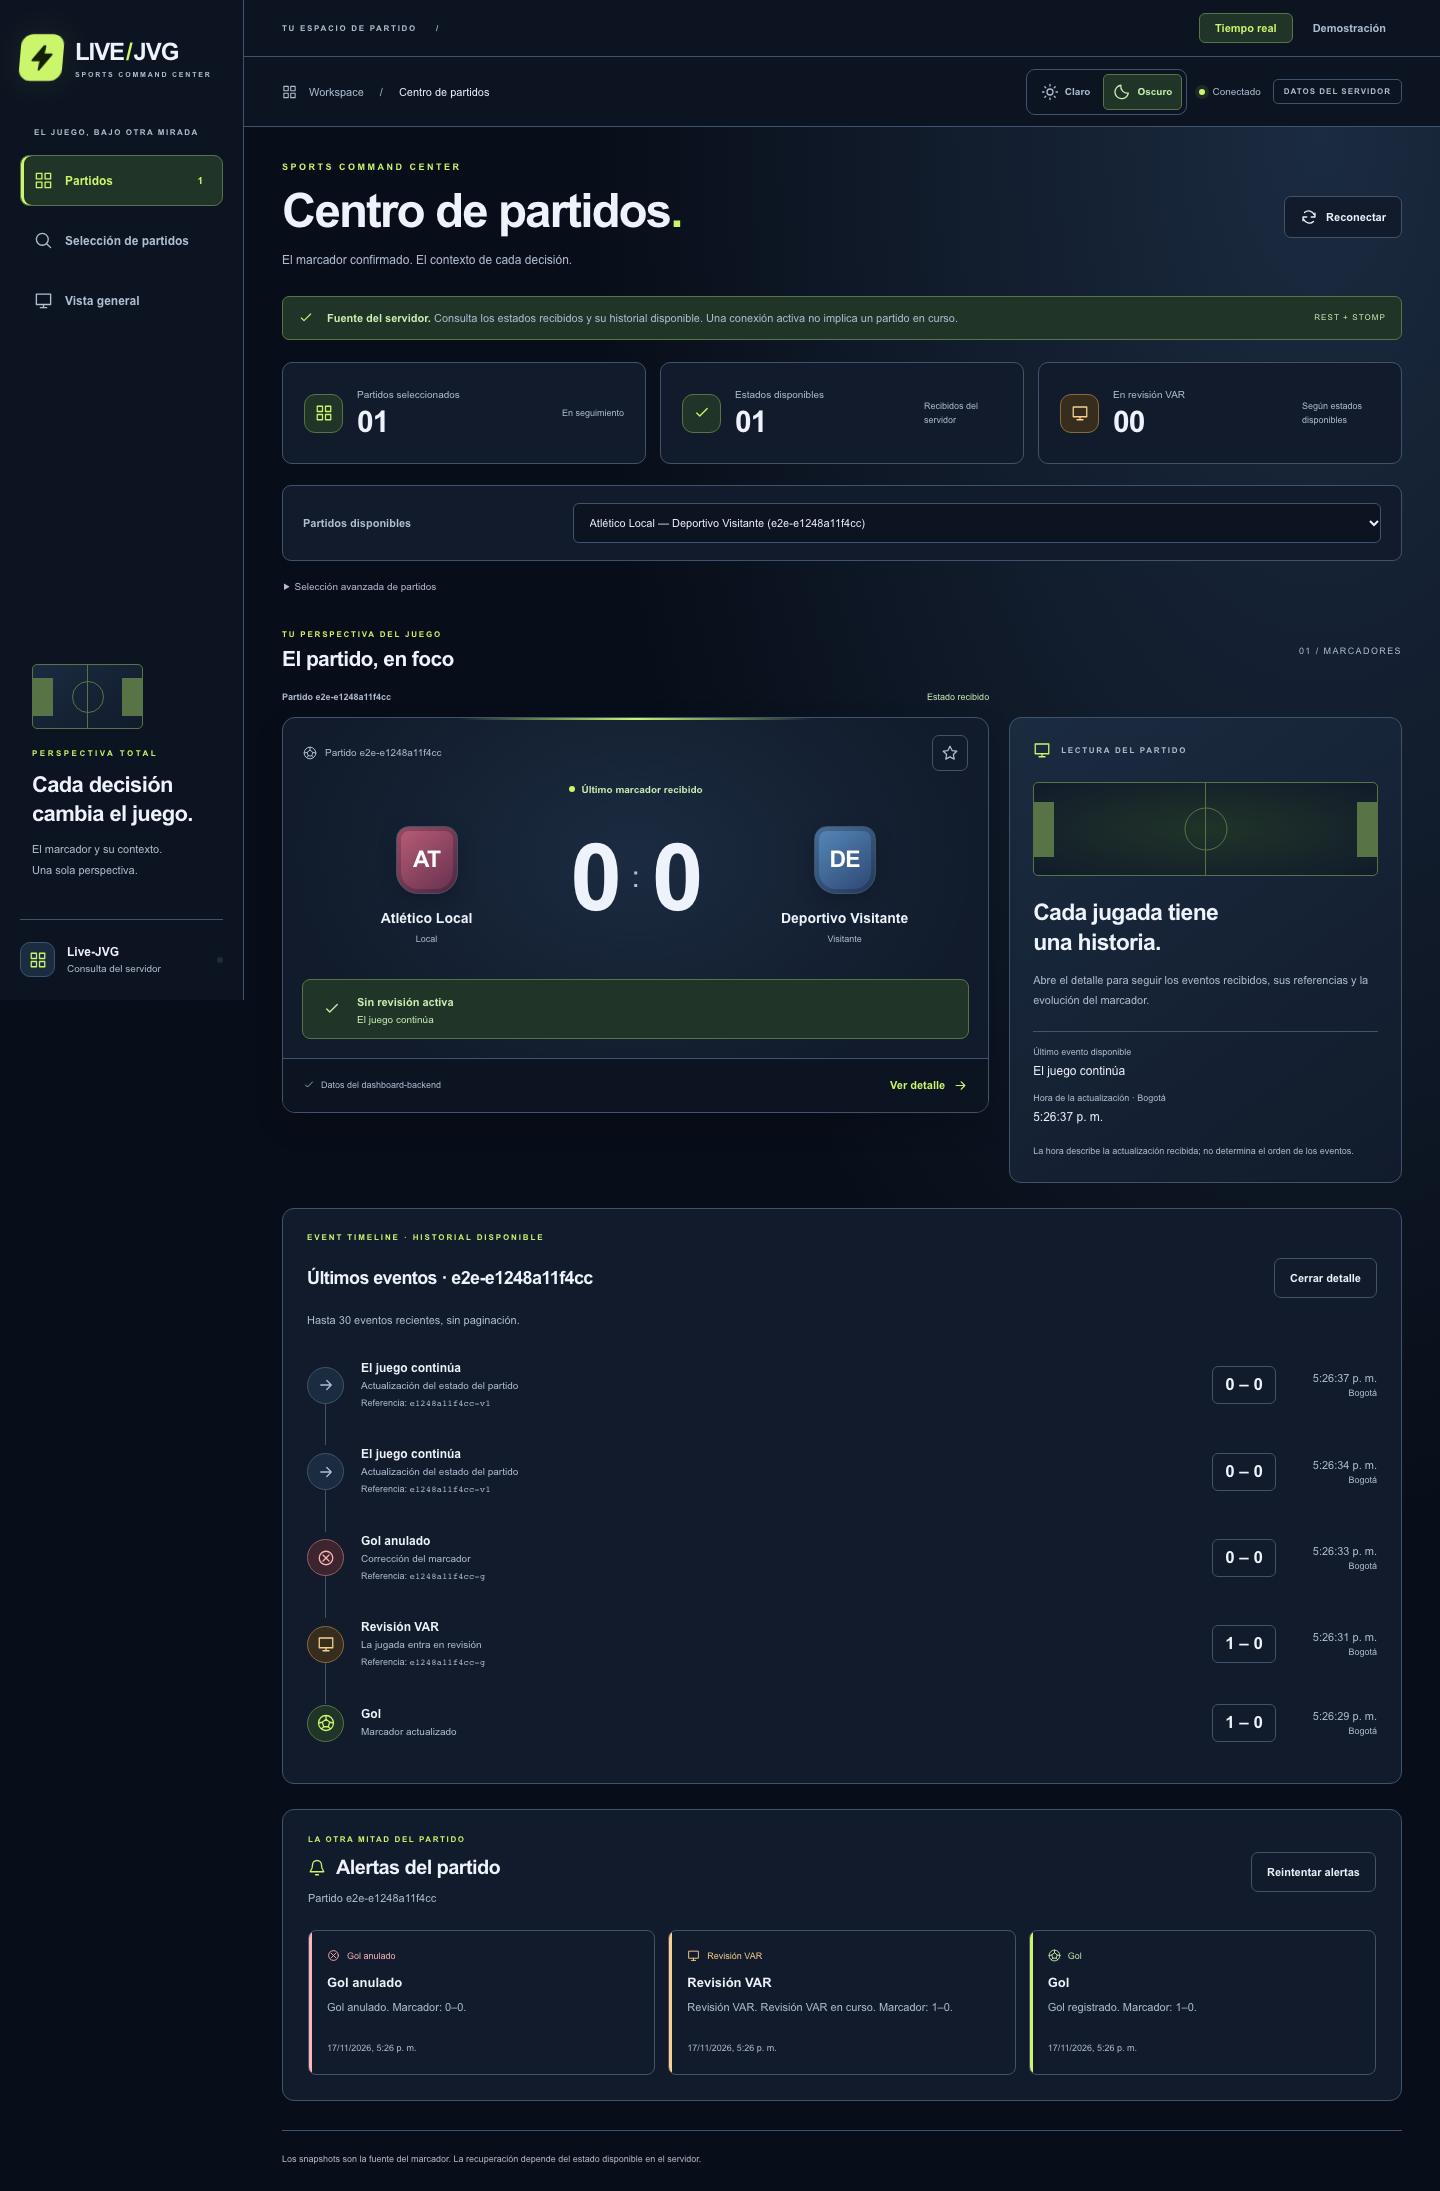 LIVE/JVG
SPORTS COMMAND CENTER
EL JUEGO, BAJO OTRA MIRADA
Partidos 1
Selección de partidos
Vista general
PERSPECTIVA TOTAL
Cada decisión
cambia el juego.
El marcador y su contexto.
Una sola perspectiva.
Live-JVG
Consulta del servidor
TU ESPACIO DE PARTIDO /
Tiempo real
Demostración
Workspace / Centro de partidos
Claro
Oscuro
Conectado
DATOS DEL SERVIDOR
SPORTS COMMAND CENTER
Centro de partidos.
El marcador confirmado. El contexto de cada decisión.
Reconectar
Fuente del servidor. Consulta los estados recibidos y su historial disponible. Una conexión activa no implica un partido en curso.
REST + STOMP
Partidos seleccionados
01
En seguimiento
Estados disponibles
01
Recibidos del
servidor
En revisión VAR
00
Según estados
disponibles
Partidos disponibles
Atlético Local — Deportivo Visitante (e2e-e1248a11f4cc)
Selección avanzada de partidos
TU PERSPECTIVA DEL JUEGO
El partido, en foco
01 / MARCADORES
Partido e2e-e1248a11f4cc
Estado recibido
Partido e2e-e1248a11f4cc
Último marcador recibido
AT
0 : 0
DE
Atlético Local
Local
Deportivo Visitante
Visitante
Sin revisión activa
El juego continúa
Datos del dashboard-backend
Ver detalle
LECTURA DEL PARTIDO
Cada jugada tiene
una historia.
Abre el detalle para seguir los eventos recibidos, sus referencias y la
evolución del marcador.
Último evento disponible
El juego continúa
Hora de la actualización · Bogotá
5:26:37 p. m.
La hora describe la actualización recibida; no determina el orden de los eventos.
EVENT TIMELINE · HISTORIAL DISPONIBLE
Últimos eventos · e2e-e1248a11f4cc
Cerrar detalle
Hasta 30 eventos recientes, sin paginación.
El juego continúa
Actualización del estado del partido
Referencia: e1248a11f4cc-v1
0 – 0
5:26:37 p. m.
Bogotá
El juego continúa
Actualización del estado del partido
Referencia: e1248a11f4cc-v1
0 – 0
5:26:34 p. m.
Bogotá
Gol anulado
Corrección del marcador
Referencia: e1248a11f4cc-g
0 – 0
5:26:33 p. m.
Bogotá
Revisión VAR
La jugada entra en revisión
Referencia: e1248a11f4cc-g
1 – 0
5:26:31 p. m.
Bogotá
Gol
Marcador actualizado
1 – 0
5:26:29 p. m.
Bogotá
LA OTRA MITAD DEL PARTIDO
Alertas del partido
Partido e2e-e1248a11f4cc
Reintentar alertas
Gol anulado
Gol anulado
Gol anulado. Marcador: 0–0.
17/11/2026, 5:26 p. m.
Revisión VAR
Revisión VAR
Revisión VAR. Revisión VAR en curso. Marcador: 1–0.
17/11/2026, 5:26 p. m.
Gol
Gol
Gol registrado. Marcador: 1–0.
17/11/2026, 5:26 p. m.
Los snapshots son la fuente del marcador. La recuperación depende del estado disponible en el servidor.